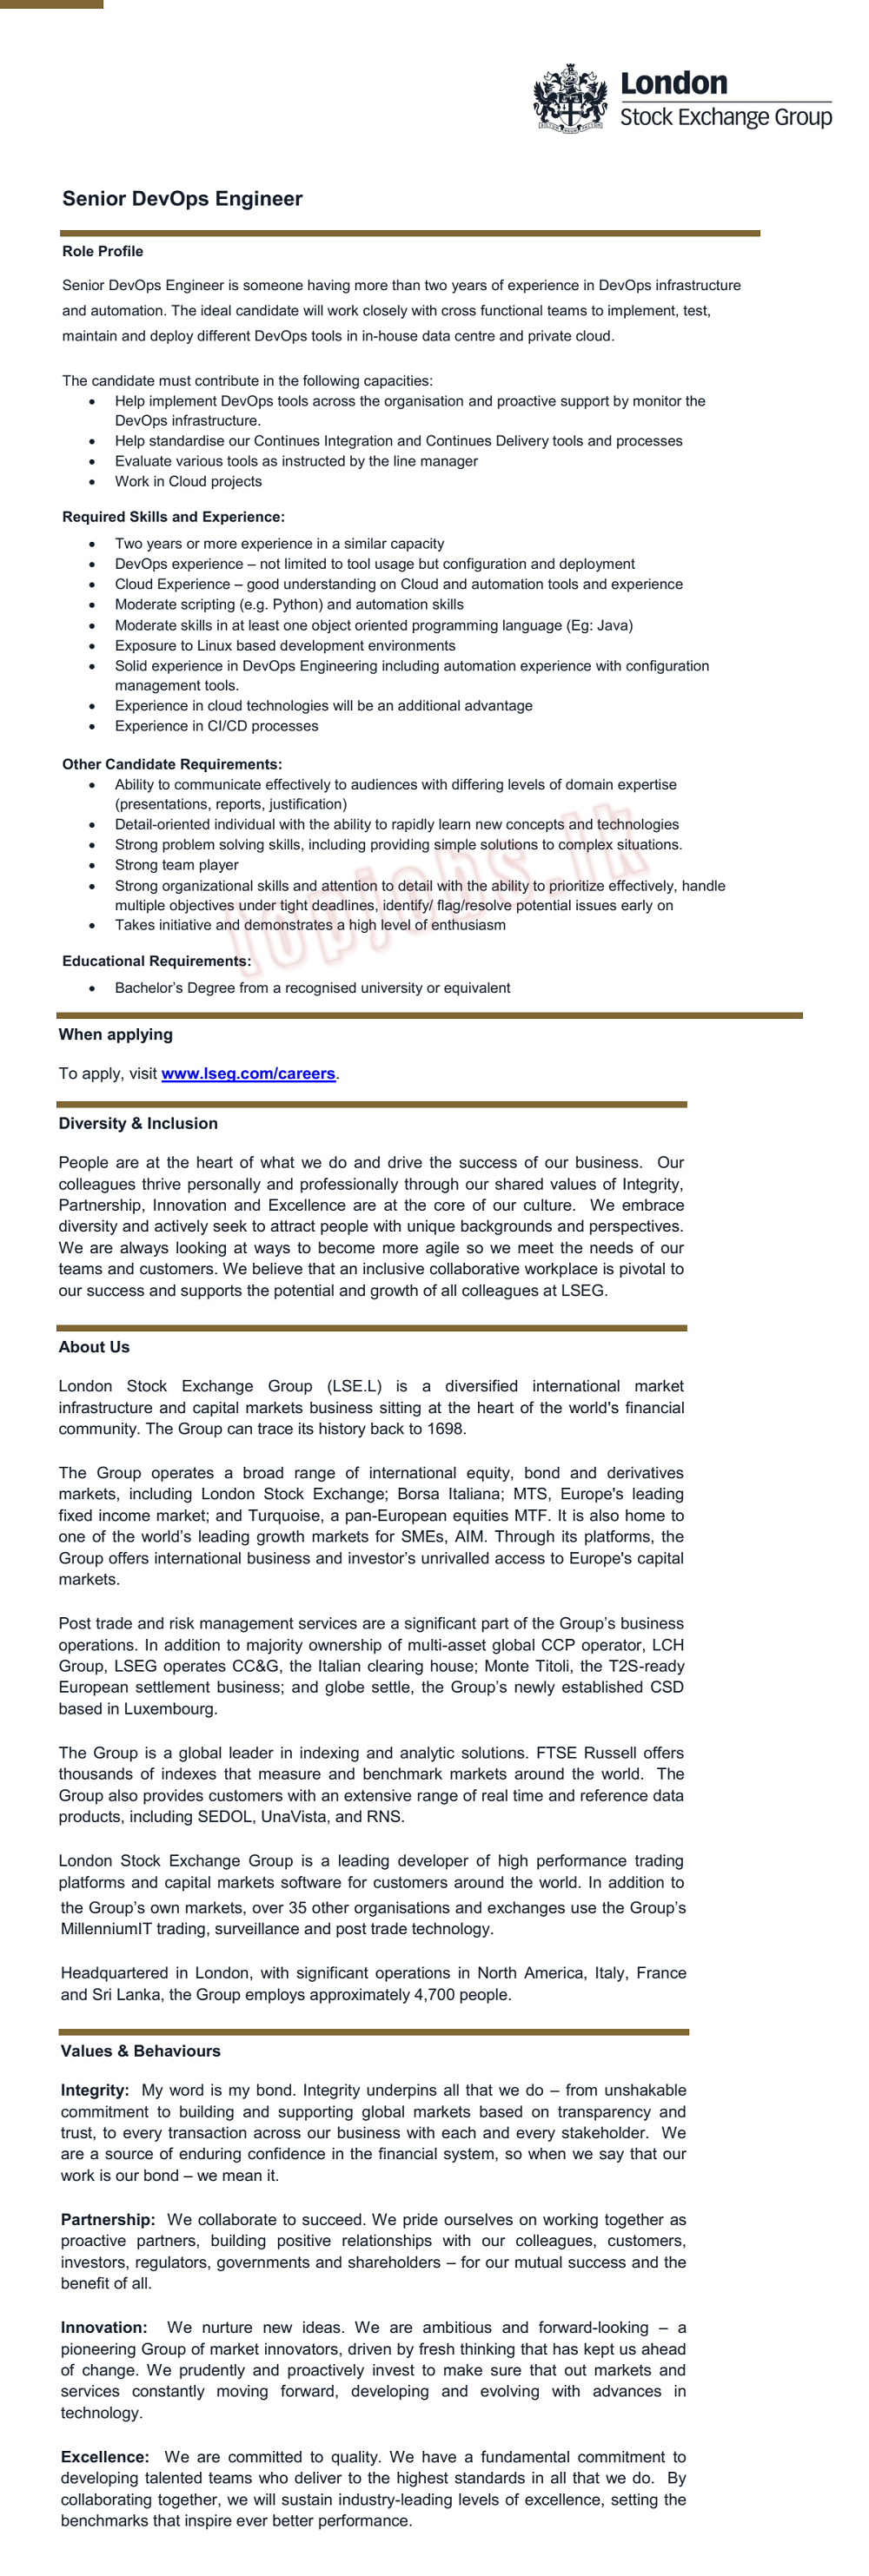 London
Stock Exchange Group
Senior DevOps Engineer
Role Profile
Senior DevOps Engineer is someone having more than two years of experience in DevOps infrastructure
and automation. The ideal candidate will work closely with cross functional teams to implement, test,
maintain and deploy different DevOps tools in in-house data centre and private cloud.
The candidate must contribute in the following capacities:
• Help implement DevOps tools across the organisation and proactive support by monitor the
DevOps infrastructure.
• Help standardise our Continues Integration and Continues Delivery tools and processes
• Evaluate various tools as instructed by the line manager
• Work in Cloud projects
Required Skills and Experience:
• Two years or more experience in a similar capacity
• DevOps experience – not limited to tool usage but configuration and deployment
• Cloud Experience – good understanding on Cloud and automation tools and experience
• Moderate scripting (e.g. Python) and automation skills
• Moderate skills in at least one object oriented programming language (Eg: Java)
• Exposure to Linux based development environments
• Solid experience in DevOps Engineering including automation experience with configuration
management tools.
• Experience in cloud technologies will be an additional advantage
• Experience in CI/CD processes
Other Candidate Requirements:
• Ability to communicate effectively to audiences with differing levels of domain expertise
(presentations, reports, justification)
• Detail-oriented individual with the ability to rapidly learn new concepts and technologies
• Strong problem solving skills, including providing simple solutions to complex situations.
• Strong team player
• Strong organizational skills and attention to detail with the ability to prioritize effectively, handle
multiple objectives under tight deadlines, identify/ flag/resolve potential issues early on
• Takes initiative and demonstrates a high level of enthusiasm
topjobs.lk
Educational Requirements:
• Bachelor's Degree from a recognised university or equivalent
When applying
To apply, visit www.lseg.com/careers.
Diversity & Inclusion
People are at the heart of what we do and drive the success of our business. Our
colleagues thrive personally and professionally through our shared values of Integrity,
Partnership, Innovation and Excellence are at the core of our culture. We embrace
diversity and actively seek to attract people with unique backgrounds and perspectives.
We are always looking at ways to become more agile so we meet the needs of our
teams and customers. We believe that an inclusive collaborative workplace is pivotal to
our success and supports the potential and growth of all colleagues at LSEG.
About Us
London Stock Exchange Group (LSE.L) is a diversified international market
infrastructure and capital markets business sitting at the heart of the world's financial
community. The Group can trace its history back to 1698.
The Group operates a broad range of international equity, bond and derivatives
markets, including London Stock Exchange; Borsa Italiana; MTS, Europe's leading
fixed income market; and Turquoise, a pan-European equities MTF. It is also home to
one of the world's leading growth markets for SMEs, AIM. Through its platforms, the
Group offers international business and investor's unrivalled access to Europe's capital
markets.
Post trade and risk management services are a significant part of the Group's business
operations. In addition to majority ownership of multi-asset global CCP operator, LCH
Group, LSEG operates CC&G, the Italian clearing house; Monte Titoli, the T2S-ready
European settlement business; and globe settle, the Group's newly established CSD
based in Luxembourg.
The Group is a global leader in indexing and analytic solutions. FTSE Russell offers
thousands of indexes that measure and benchmark markets around the world. The
Group also provides customers with an extensive range of real time and reference data
products, including SEDOL, UnaVista, and RNS.
London Stock Exchange Group is a leading developer of high performance trading
platforms and capital markets software for customers around the world. In addition to
the Group's own markets, over 35 other organisations and exchanges use the Group's
MillenniumIT trading, surveillance and post trade technology.
Headquartered in London, with significant operations in North America, Italy, France
and Sri Lanka, the Group employs approximately 4,700 people.
Values & Behaviours
Integrity: My word is my bond. Integrity underpins all that we do – from unshakable
commitment to building and supporting global markets based on transparency and
trust, to every transaction across our business with each and every stakeholder. We
are a source of enduring confidence in the financial system, so when we say that our
work is our bond – we mean it.
Partnership: We collaborate to succeed. We pride ourselves on working together as
proactive partners, building positive relationships with our colleagues, customers,
investors, regulators, governments and shareholders – for our mutual success and the
benefit of all.
Innovation: We nurture new ideas. We are ambitious and forward-looking – a
pioneering Group of market innovators, driven by fresh thinking that has kept us ahead
of change. We prudently and proactively invest to make sure that out markets and
services constantly moving forward, developing and evolving with advances in
technology.
Excellence: We are committed to quality. We have a fundamental commitment to
developing talented teams who deliver to the highest standards in all that we do. By
collaborating together, we will sustain industry-leading levels of excellence, setting the
benchmarks that inspire ever better performance.